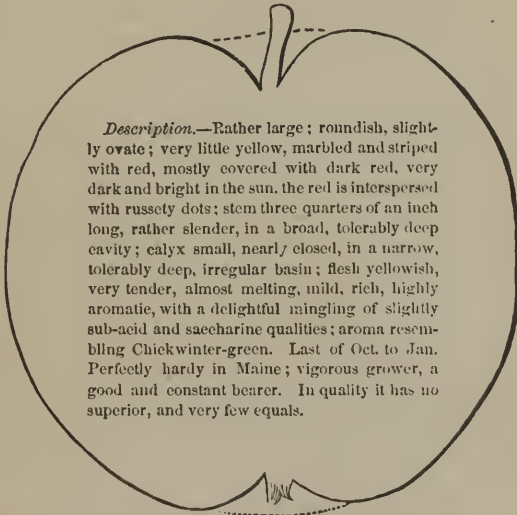 Description.—Rather large; roundish, slight-
ly ovate; very little yellow, marbled and striped
with red, mostly covered with dark red, very
dark and bright in the sun. the red is interspersed
with russety dots; stem three quarters of an inch
long, rather slender, in a broad, tolerably deep
cavity; calyx small, nearly closed, in a narrow,
tolerably deep, irregular basin; flesh yellowish,
very tender, almost melting, mild, rich, highly
aromatic, with a delightful mingling of slightly
sub-acid and saccharine qualities; aroma resem-
bling Chickwinter-green. Last of Oct. to Jan.
Perfectly hardy in Maine; vigorous grower, a
good and constant bearer. In quality it has no
superior, and very few equals.